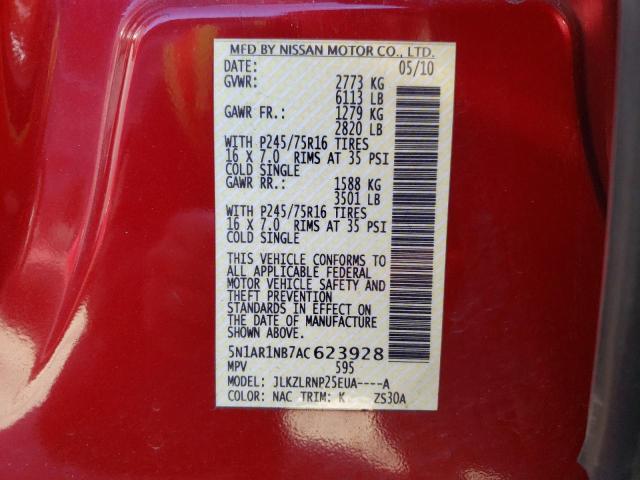 MFD BY NISSAN MOTOR CO., LTD.
DATE: 05/10
GVWR: 2773 KG
6113 LB
GAWR FR.: 1279 KG
2820 LB
WITH P245/75R16 TIRES
16 X 7.0 RIMS AT 35 PSI
COLD SINGLE
GAWR RR.: 1588 KG
3501 LB
WITH P245/75R16 TIRES
16 X 7.0 RIMS AT 35 PSI
COLD SINGLE
THIS VEHICLE CONFORMS TO
ALL APPLICABLE FEDERAL
MOTOR VEHICLE SAFETY AND
THEFT PREVENTION
STANDARDS IN EFFECT ON
THE DATE OF MANUFACTURE
SHOWN ABOVE.
5N1AR1NB7AC623928
MPV 595
MODEL: JLKZLRNP25EUA----A
COLOR: NAC TRIM: K ZS30A